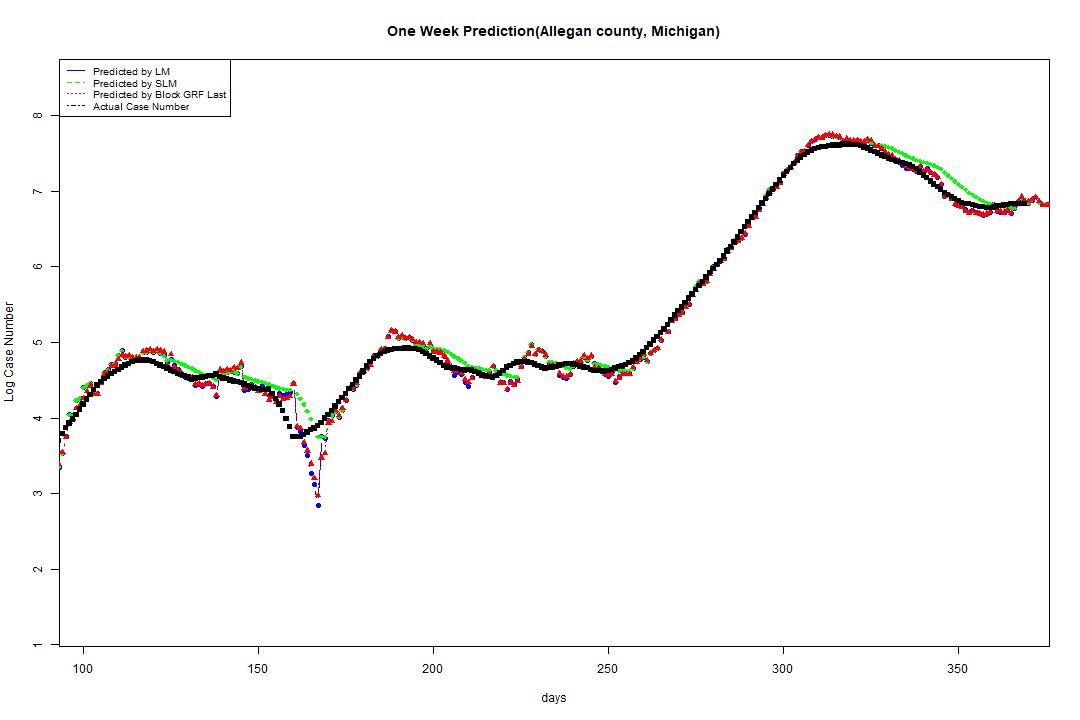 One Week Prediction(Allegan county, Michigan)
Predicted by LM
Predicted by SLM
Predicted by Block GRF Last
Actual Case Number
Log Case Number
8
7
6
5
4
3
2
1
100 150 200 250 300 350
days